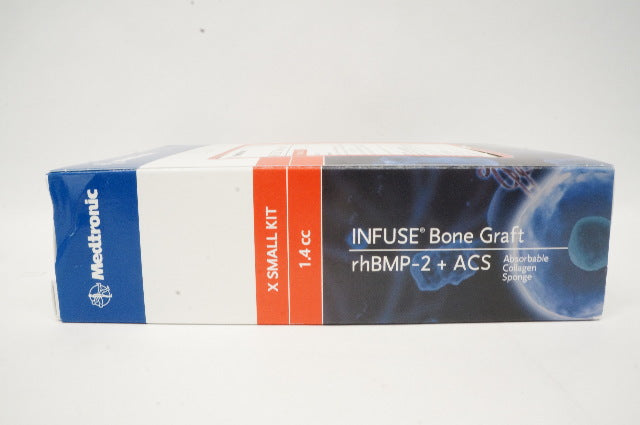 Medtronic
X SMALL KIT
1.4 cc
INFUSE® Bone Graft
rhBMP-2 + ACS
Absorbable
Collagen
Sponge